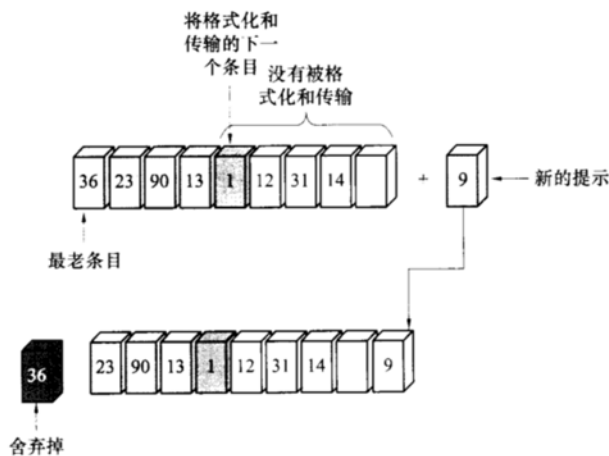 将格式化和
传输的下一
个条目
没有被格
式化和传输
36 23 90 13 1 12 31 14
+
9
新的提示
最老条目
36
23 90 13 1 12 31 14 9
舍弃掉